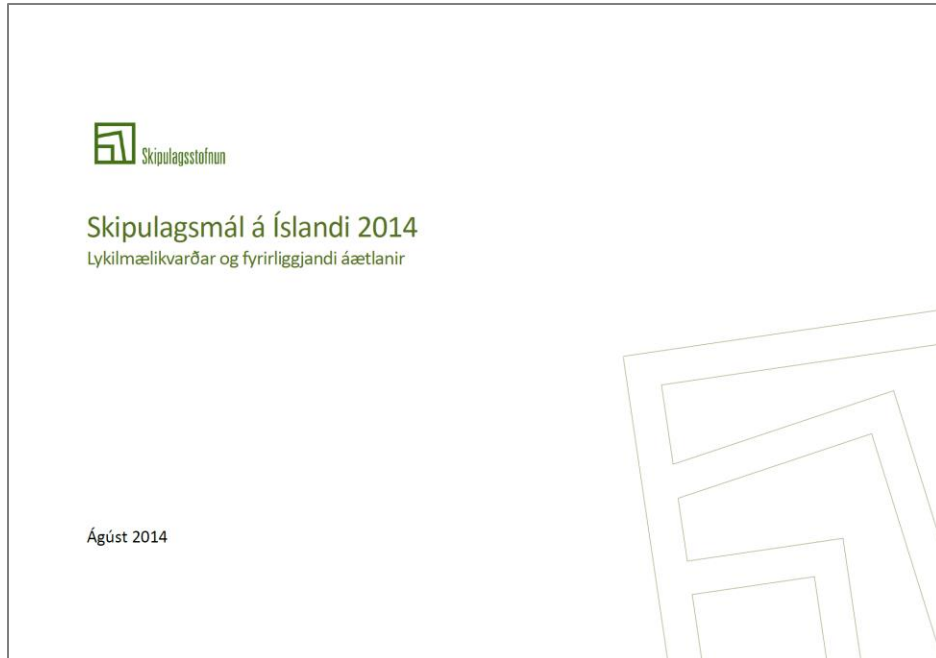 Skipulagsstofnun
Skipulagsmál á Íslandi 2014
Lykilmælikvarðar og fyrirliggjandi áætlanir
Ágúst 2014